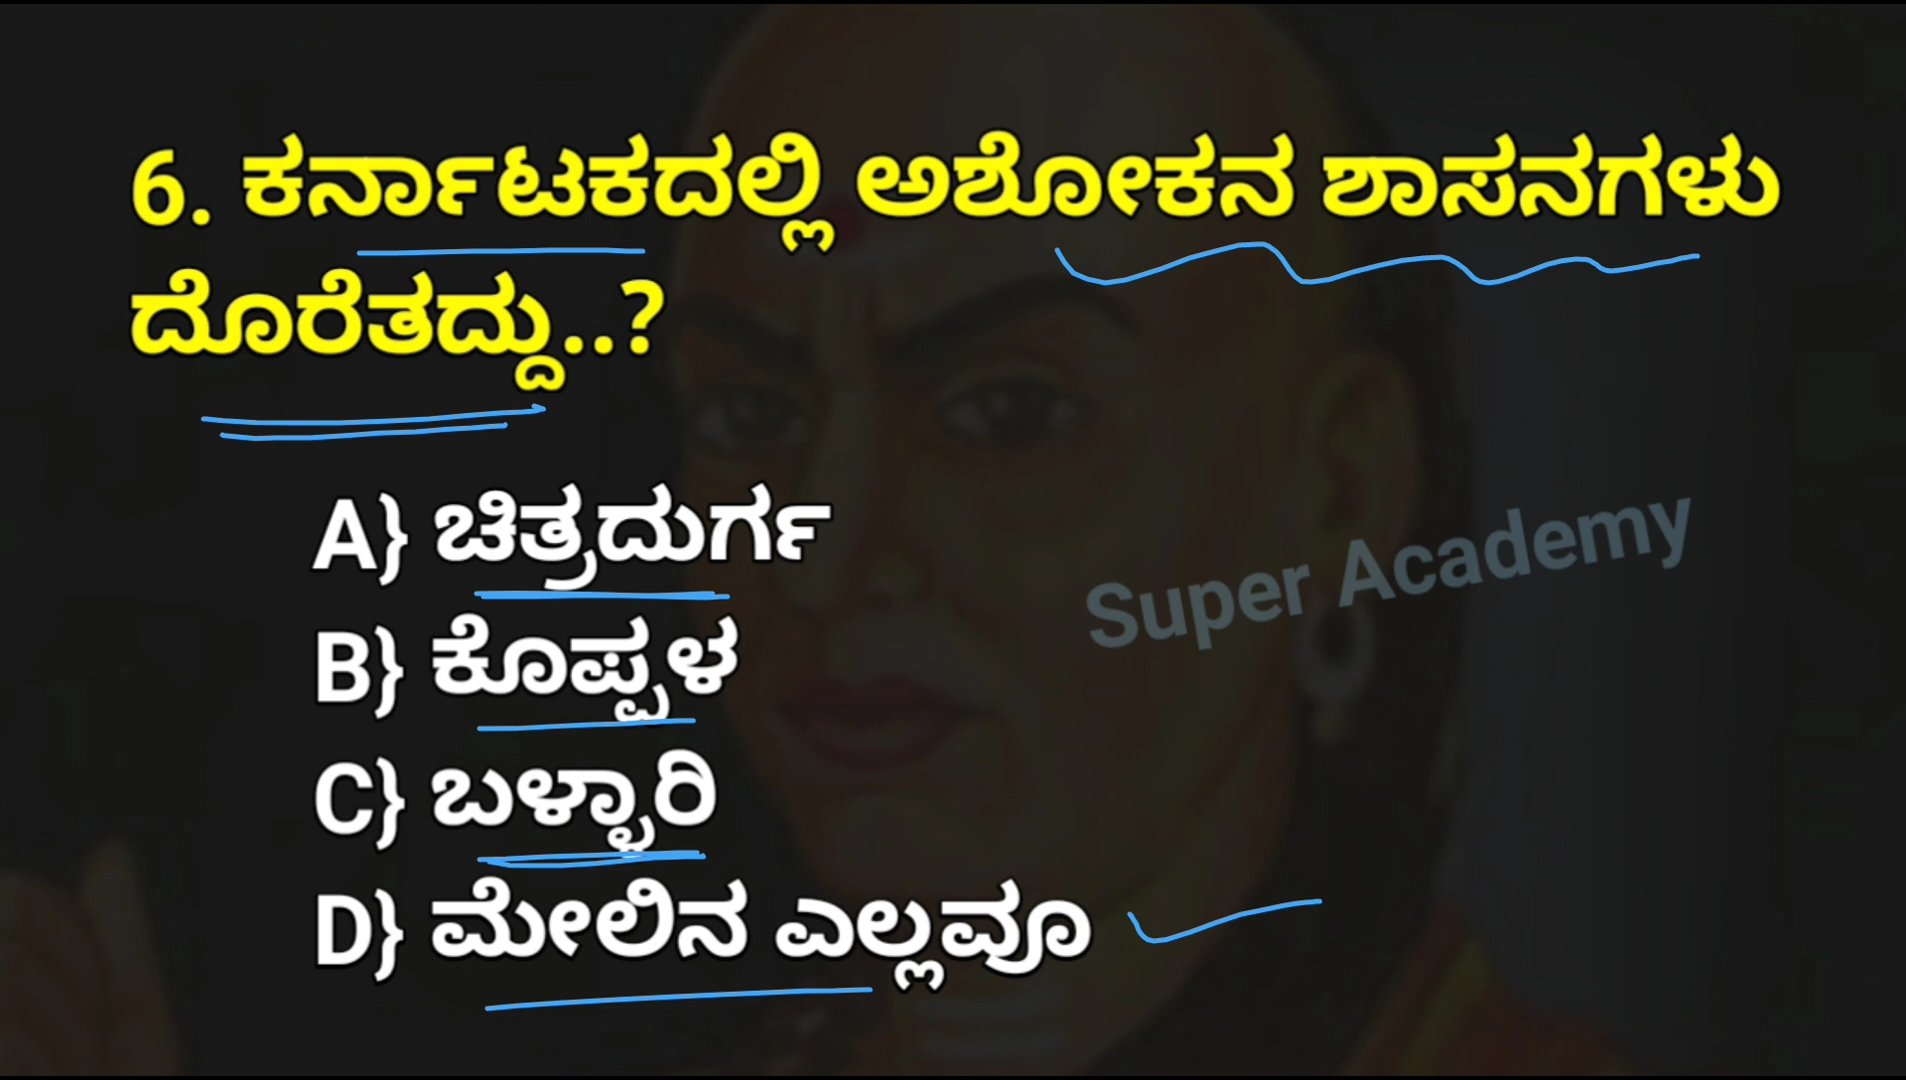 6. ಕರ್ನಾಟಕದಲ್ಲಿ ಅಶೋಕನ ಶಾಸನಗಳು
ದೊರೆತದ್ದು..?
A} ಚಿತ್ರದುರ್ಗ
B} ಕೊಪ್ಪಳ
Super Academy
C} ಬಳ್ಳಾರಿ
D} ಮೇಲಿನ ಎಲ್ಲವೂ